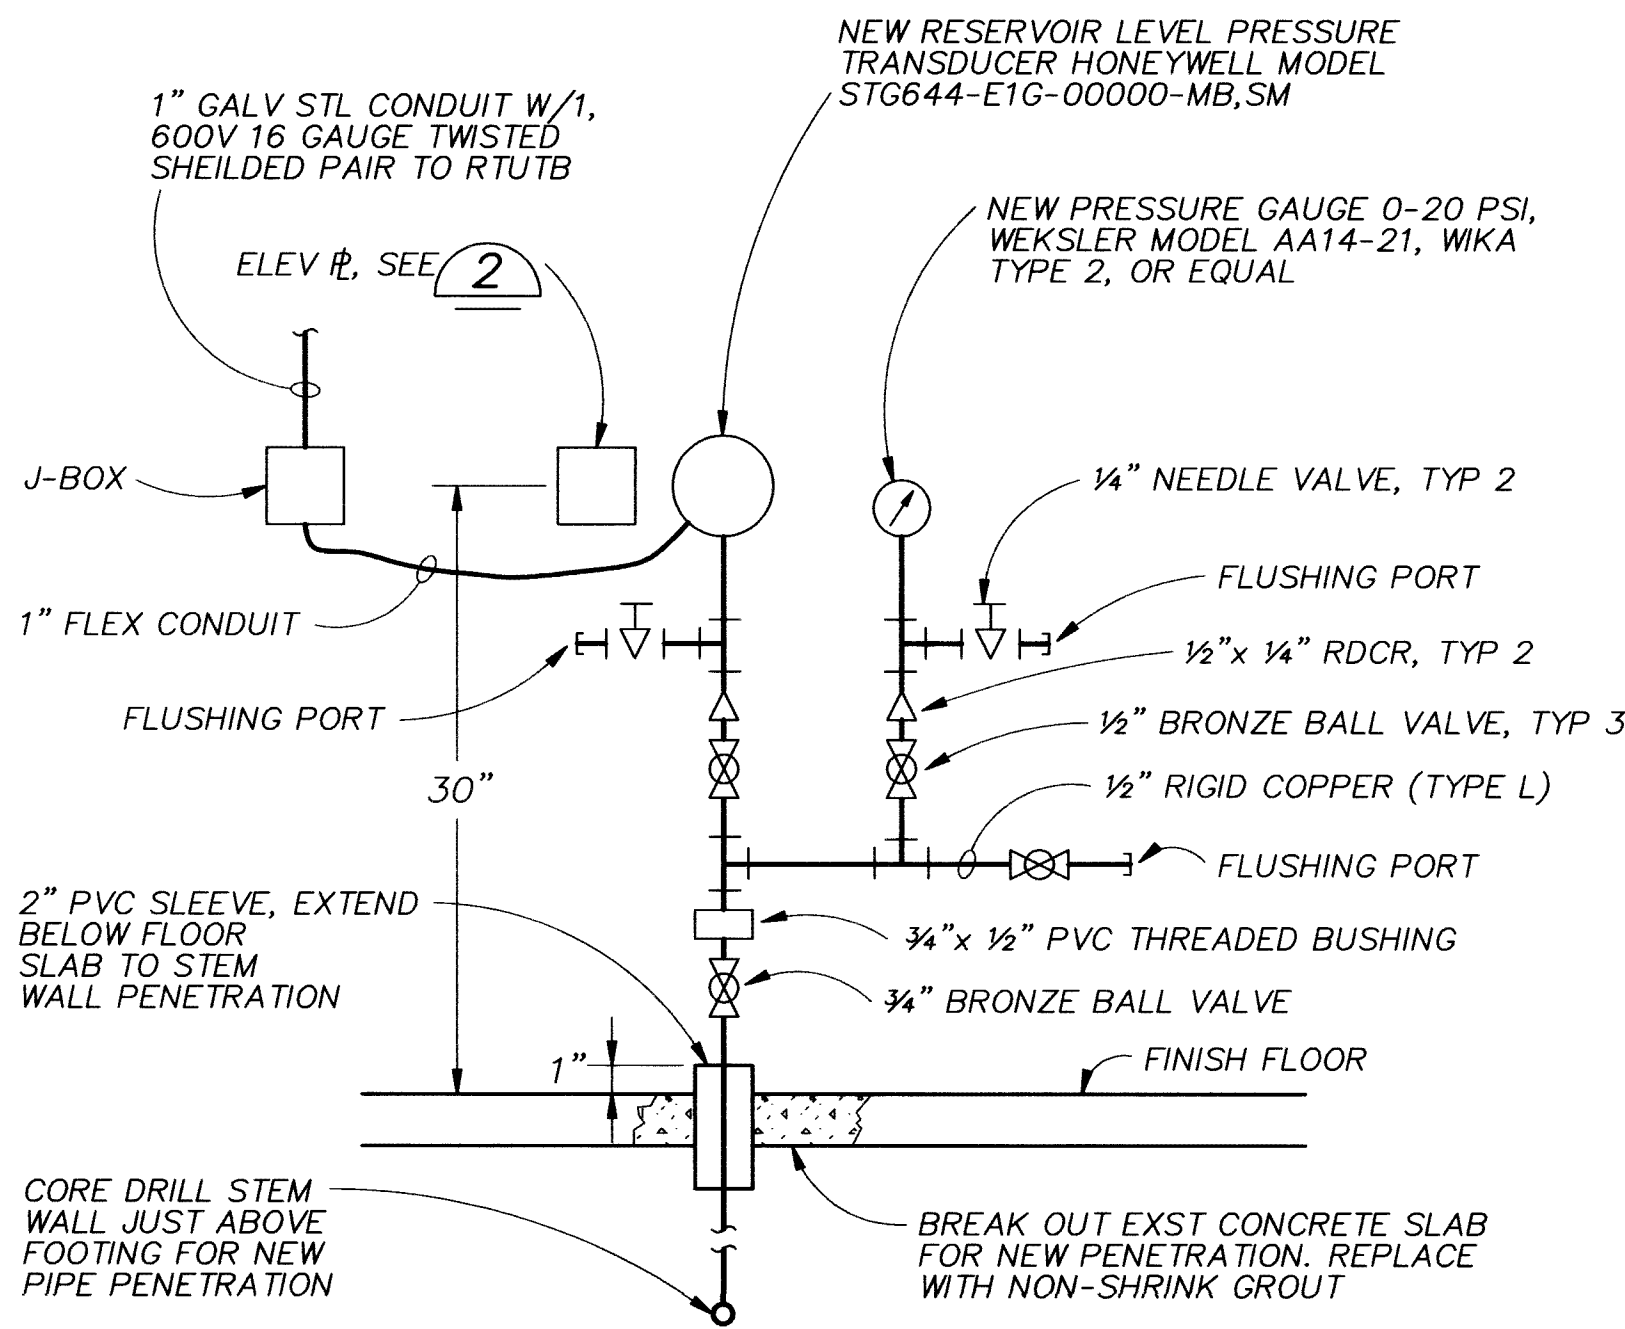 NEW RESERVOIR LEVEL PRESSURE
TRANSDUCER HONEYWELL MODEL
STG644-E1G-00000-MB,SM
1" GALV STL CONDUIT W/1,
600V 16 GAUGE TWISTED
SHEILDED PAIR TO RTUTB
NEW PRESSURE GAUGE 0-20 PSI,
WEKSLER MODEL AA14-21, WIKA
TYPE 2, OR EQUAL
ELEV ⅊, SEE 2
J-BOX
1/4" NEEDLE VALVE, TYP 2
FLUSHING PORT
1" FLEX CONDUIT
1/2"x 1/4" RDCR, TYP 2
FLUSHING PORT
1/2" BRONZE BALL VALVE, TYP 3
30"
1/2" RIGID COPPER (TYPE L)
FLUSHING PORT
2" PVC SLEEVE, EXTEND
BELOW FLOOR
SLAB TO STEM
WALL PENETRATION
3/4"x 1/2" PVC THREADED BUSHING
3/4" BRONZE BALL VALVE
1"
FINISH FLOOR
CORE DRILL STEM
WALL JUST ABOVE
FOOTING FOR NEW
PIPE PENETRATION
BREAK OUT EXST CONCRETE SLAB
FOR NEW PENETRATION. REPLACE
WITH NON-SHRINK GROUT